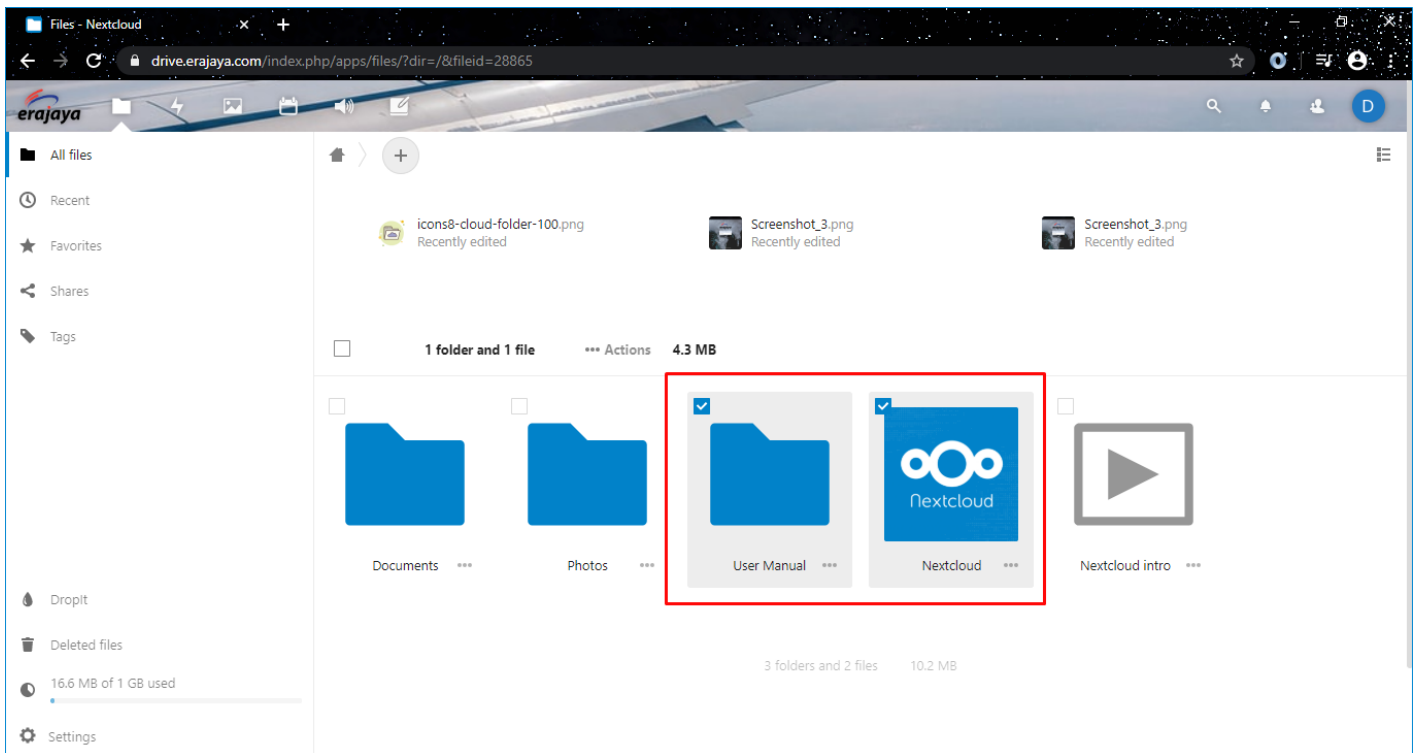 Files - Nextcloud
drive.erajaya.com/index.php/apps/files/?dir=/&fileid=28865
erajaya
D
All files
Recent
Favorites
Shares
Tags
icons8-cloud-folder-100.png
Recently edited
Screenshot_3.png
Recently edited
Screenshot_3.png
Recently edited
1 folder and 1 file ••• Actions 4.3 MB
Nextcloud
Documents •••
Photos •••
User Manual •••
Nextcloud •••
Nextcloud intro •••
3 folders and 2 files 10.2 MB
DropIt
Deleted files
16.6 MB of 1 GB used
Settings